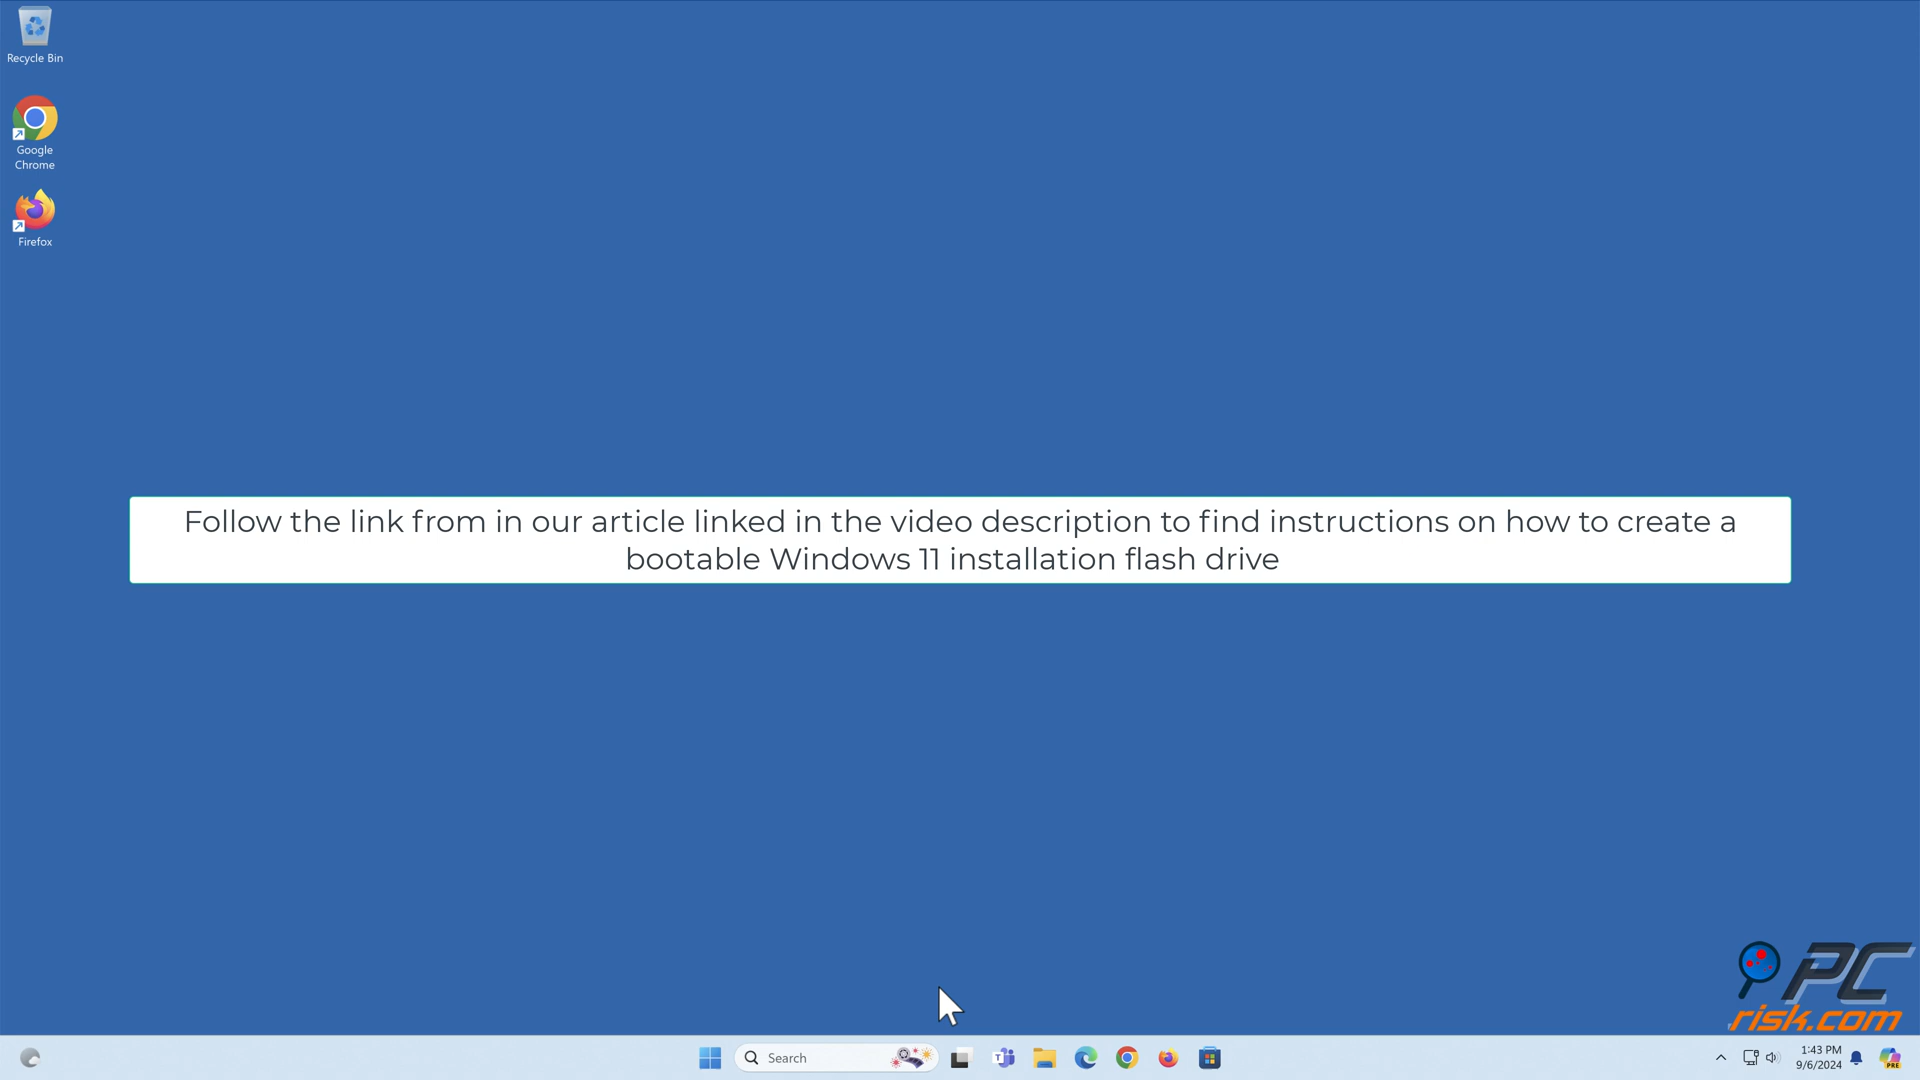 Recycle Bin
Google
Chrome
Firefox
Follow the link from in our article linked in the video description to find instructions on how to create a
bootable Windows 11 installation flash drive
PC
risk.com
Search
1:43 PM
9/6/2024
PRE